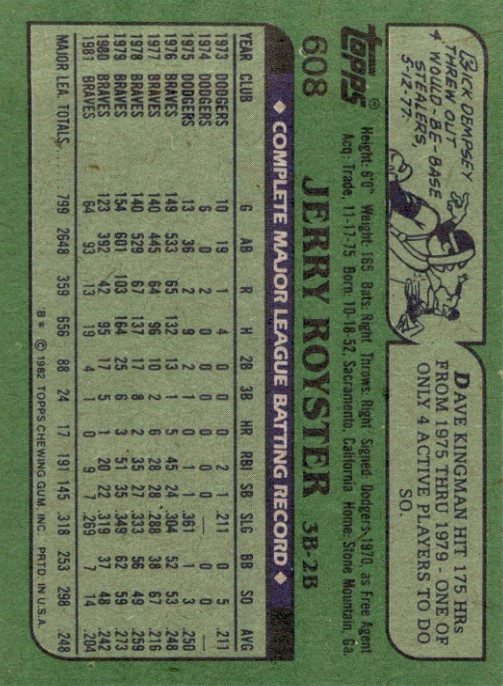 RICK DEMPSEY
THREW OUT
4 WOULD-BE-BASE
STEALERS,
5-12-77.
DAVE KINGMAN HIT 175 HRs
FROM 1975 THRU 1979 - ONE OF
ONLY 4 ACTIVE PLAYERS TO DO
SO.
TOPPS®
608
Height: 6'0" Weight: 165 Bats: Right Throws: Right Signed: Dodgers-1970, as Free Agent
Acq: Trade, 11-17-75 Born: 10-18-52, Sacramento, California Home: Stone Mountain, Ga.
JERRY ROYSTER 3B-2B
◆ COMPLETE MAJOR LEAGUE BATTING RECORD ◆
YEAR CLUB G AB R H 2B 3B HR RBI SB SLG BB SO AVG
1973 DODGERS 10 19 1 4 0 0 0 2 1 .211 0 5 .211
1974 DODGERS 6 0 2 0 0 0 0 0 0 — 0 0 —
1975 DODGERS 13 36 2 9 2 1 0 1 1 .361 1 3 .250
1976 BRAVES 149 533 65 132 13 1 5 45 24 .304 52 53 .248
1977 BRAVES 140 445 64 96 10 2 6 28 28 .288 38 67 .216
1978 BRAVES 140 529 67 137 17 8 2 35 27 .333 56 49 .259
1979 BRAVES 154 601 103 164 25 6 3 51 35 .349 62 59 .273
1980 BRAVES 123 392 42 95 17 5 1 20 22 .319 37 48 .242
1981 BRAVES 64 93 13 19 4 1 0 9 7 .269 7 14 .204
MAJOR LEA. TOTALS..... 799 2648 359 656 88 24 17 191 145 .318 253 298 .248
"B* © 1982 TOPPS CHEWING GUM, INC. PRTD. IN U.S.A.